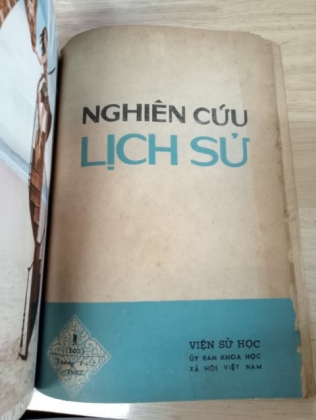 NGHIÊN CỨU
LỊCH SỬ
VIỆN SỬ HỌC
ỦY BAN KHOA HỌC
XÃ HỘI VIỆT NAM